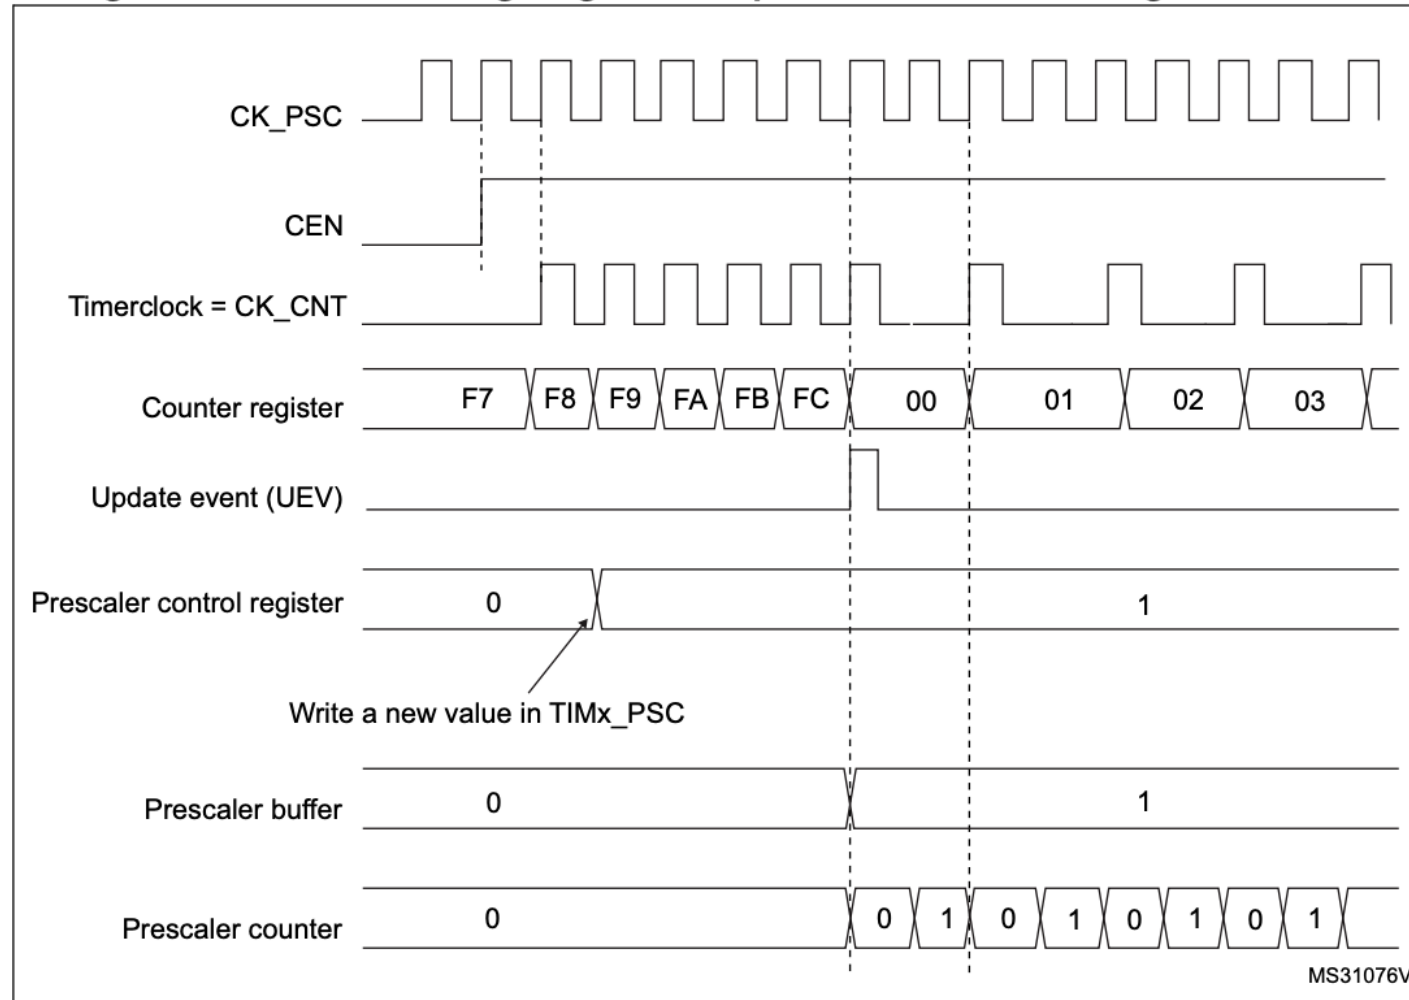 CK_PSC
CEN
Timerclock = CK_CNT
Counter register F7 F8 F9 FA FB FC 00 01 02 03
Update event (UEV)
Prescaler control register 0 1
Write a new value in TIMx_PSC
Prescaler buffer 0 1
Prescaler counter 0 0 1 0 1 0 1 0 1
MS31076V